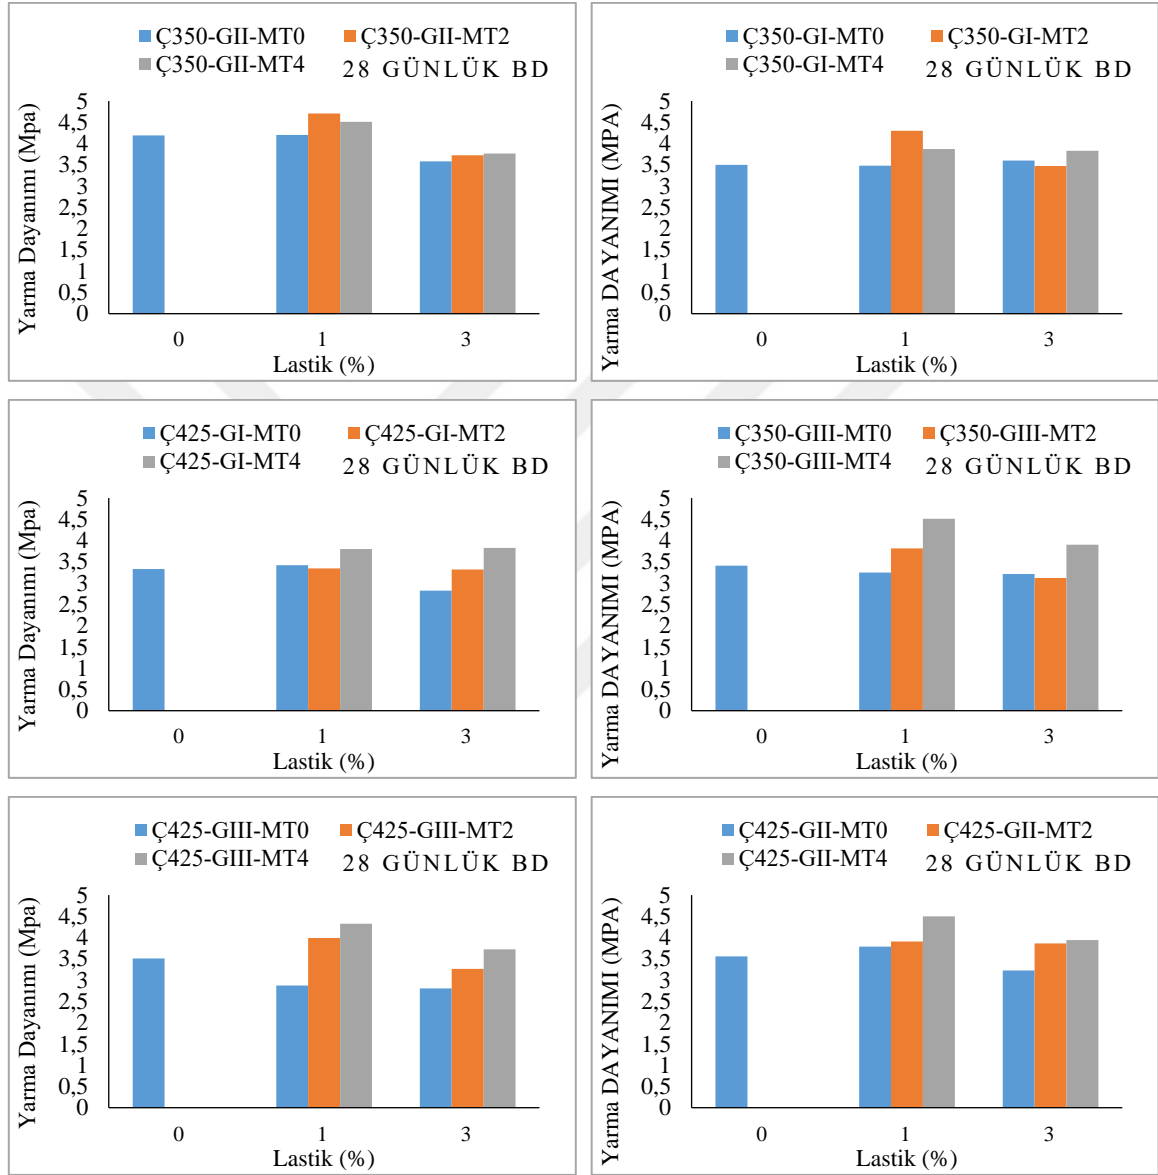 Ç350-GII-MT0 Ç350-GII-MT2
Ç350-GII-MT4 28 GÜNLÜK BD
Yarma Dayanımı (Mpa)
5
4,5
4
3,5
3
2,5
2
1,5
1
0,5
0
0 1 3
Lastik (%)
Ç350-GI-MT0 Ç350-GI-MT2
Ç350-GI-MT4 28 GÜNLÜK BD
Yarma DAYANIMI (MPA)
5
4,5
4
3,5
3
2,5
2
1,5
1
0,5
0
0 1 3
Lastik (%)
Ç425-GI-MT0 Ç425-GI-MT2
Ç425-GI-MT4 28 GÜNLÜK BD
Yarma Dayanımı (Mpa)
5
4,5
4
3,5
3
2,5
2
1,5
1
0,5
0
0 1 3
Lastik (%)
Ç350-GIII-MT0 Ç350-GIII-MT2
Ç350-GIII-MT4 28 GÜNLÜK BD
Yarma DAYANIMI (MPA)
5
4,5
4
3,5
3
2,5
2
1,5
1
0,5
0
0 1 3
Lastik (%)
Ç425-GIII-MT0 Ç425-GIII-MT2
Ç425-GIII-MT4 28 GÜNLÜK BD
Yarma Dayanımı (Mpa)
5
4,5
4
3,5
3
2,5
2
1,5
1
0,5
0
0 1 3
Lastik (%)
Ç425-GII-MT0 Ç425-GII-MT2
Ç425-GII-MT4 28 GÜNLÜK BD
Yarma DAYANIMI (MPA)
5
4,5
4
3,5
3
2,5
2
1,5
1
0,5
0
0 1 3
Lastik (%)